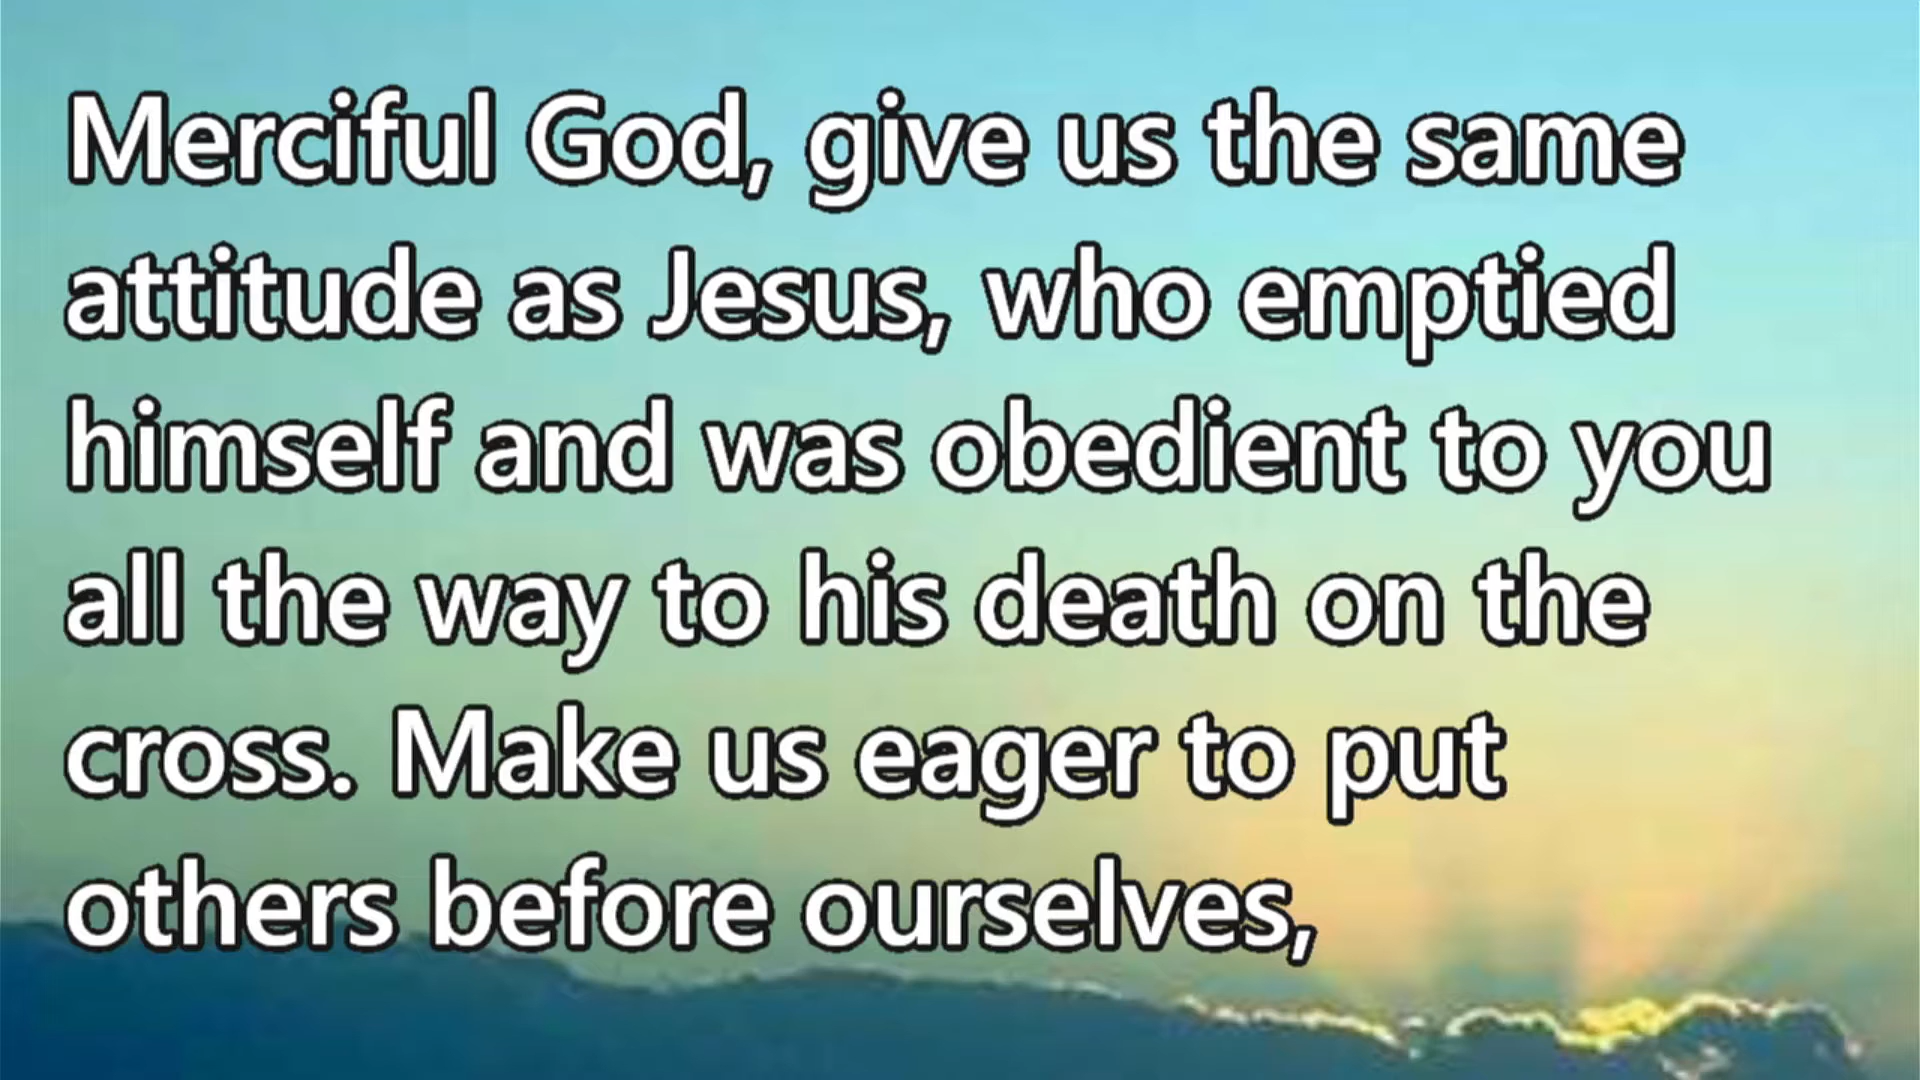 Merciful God, give us the same
attitude as Jesus, who emptied
himself and was obedient to you
all the way to his death on the
cross. Make us eager to put
others before ourselves,